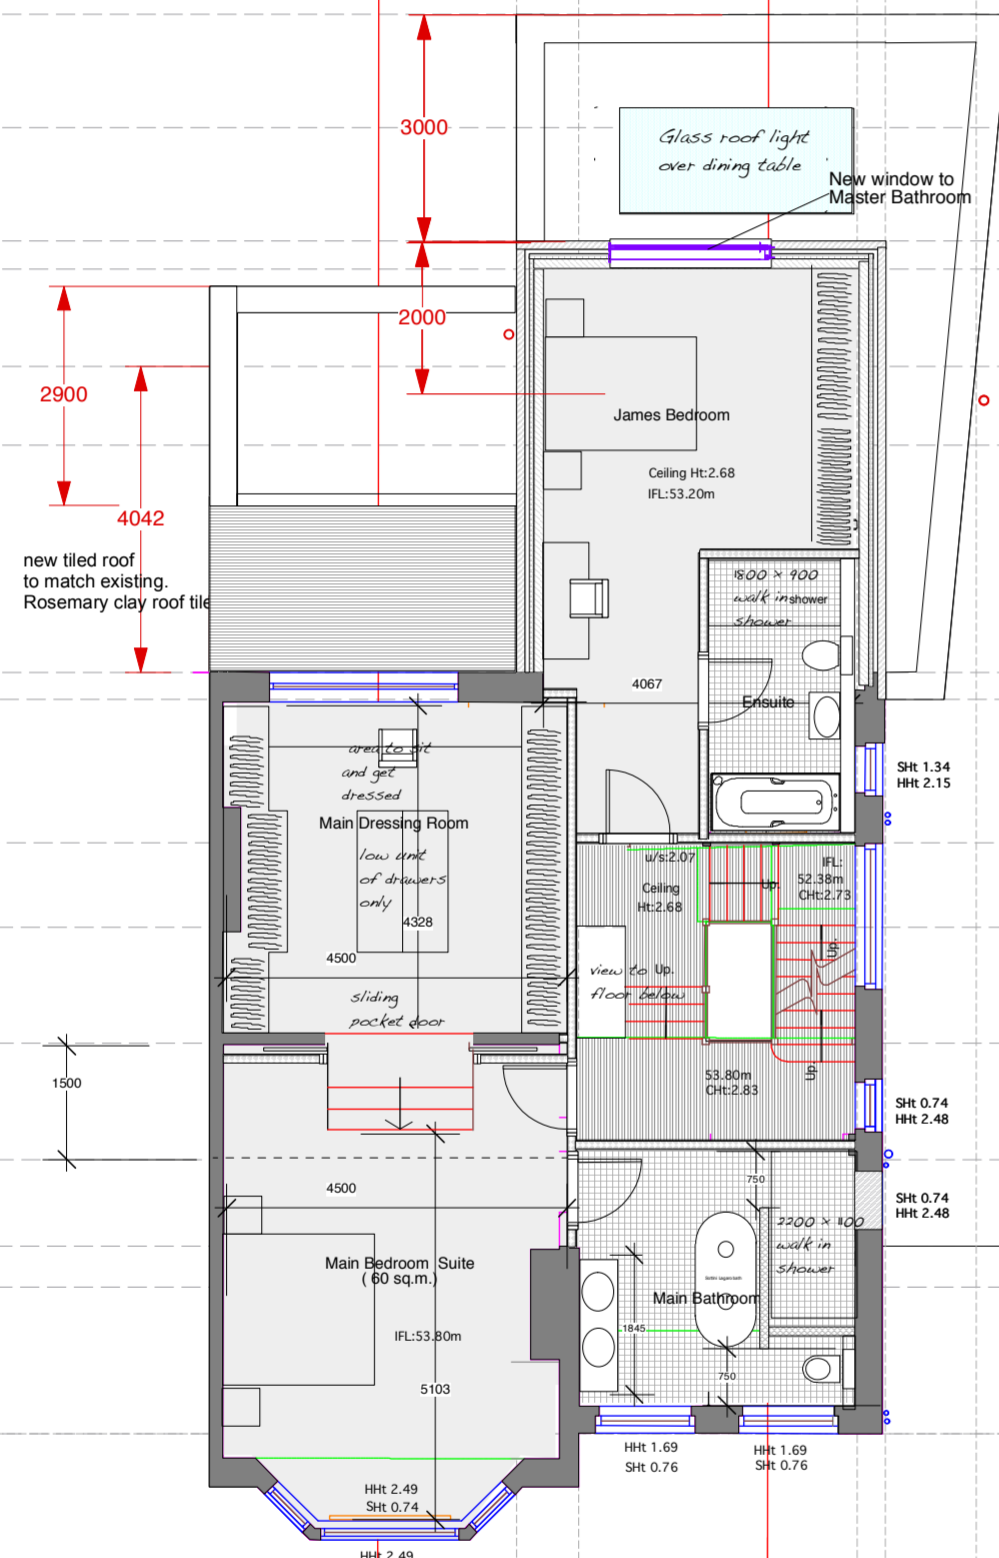 3000
Glass roof light
over dining table
New window to
Master Bathroom
2000
2900
James Bedroom
Ceiling Ht:2.68
IFL:53.20m
4042
new tiled roof
to match existing.
Rosemary clay roof tile
1800 x 900
walk in shower
shower
4067
Ensuite
area to sit
and get
dressed
Main Dressing Room
low unit
of drawers
only
4328
4500
sliding
pocket door
SHt 1.34
HHt 2.15
u/s:2.07
Ceiling
Ht:2.68
Up.
IFL:
52.38m
CHt:2.73
Up.
view to Up.
floor below
Up.
53.80m
CHt:2.83
1500
SHt 0.74
HHt 2.48
750
4500
SHt 0.74
HHt 2.48
2200 x 1100
walk in
shower
Main Bedroom Suite
( 60 sq.m.)
Main Bathroom
1845
IFL:53.80m
750
5103
HHt 1.69
SHt 0.76
HHt 1.69
SHt 0.76
HHt 2.49
SHt 0.74
HHt 2.49